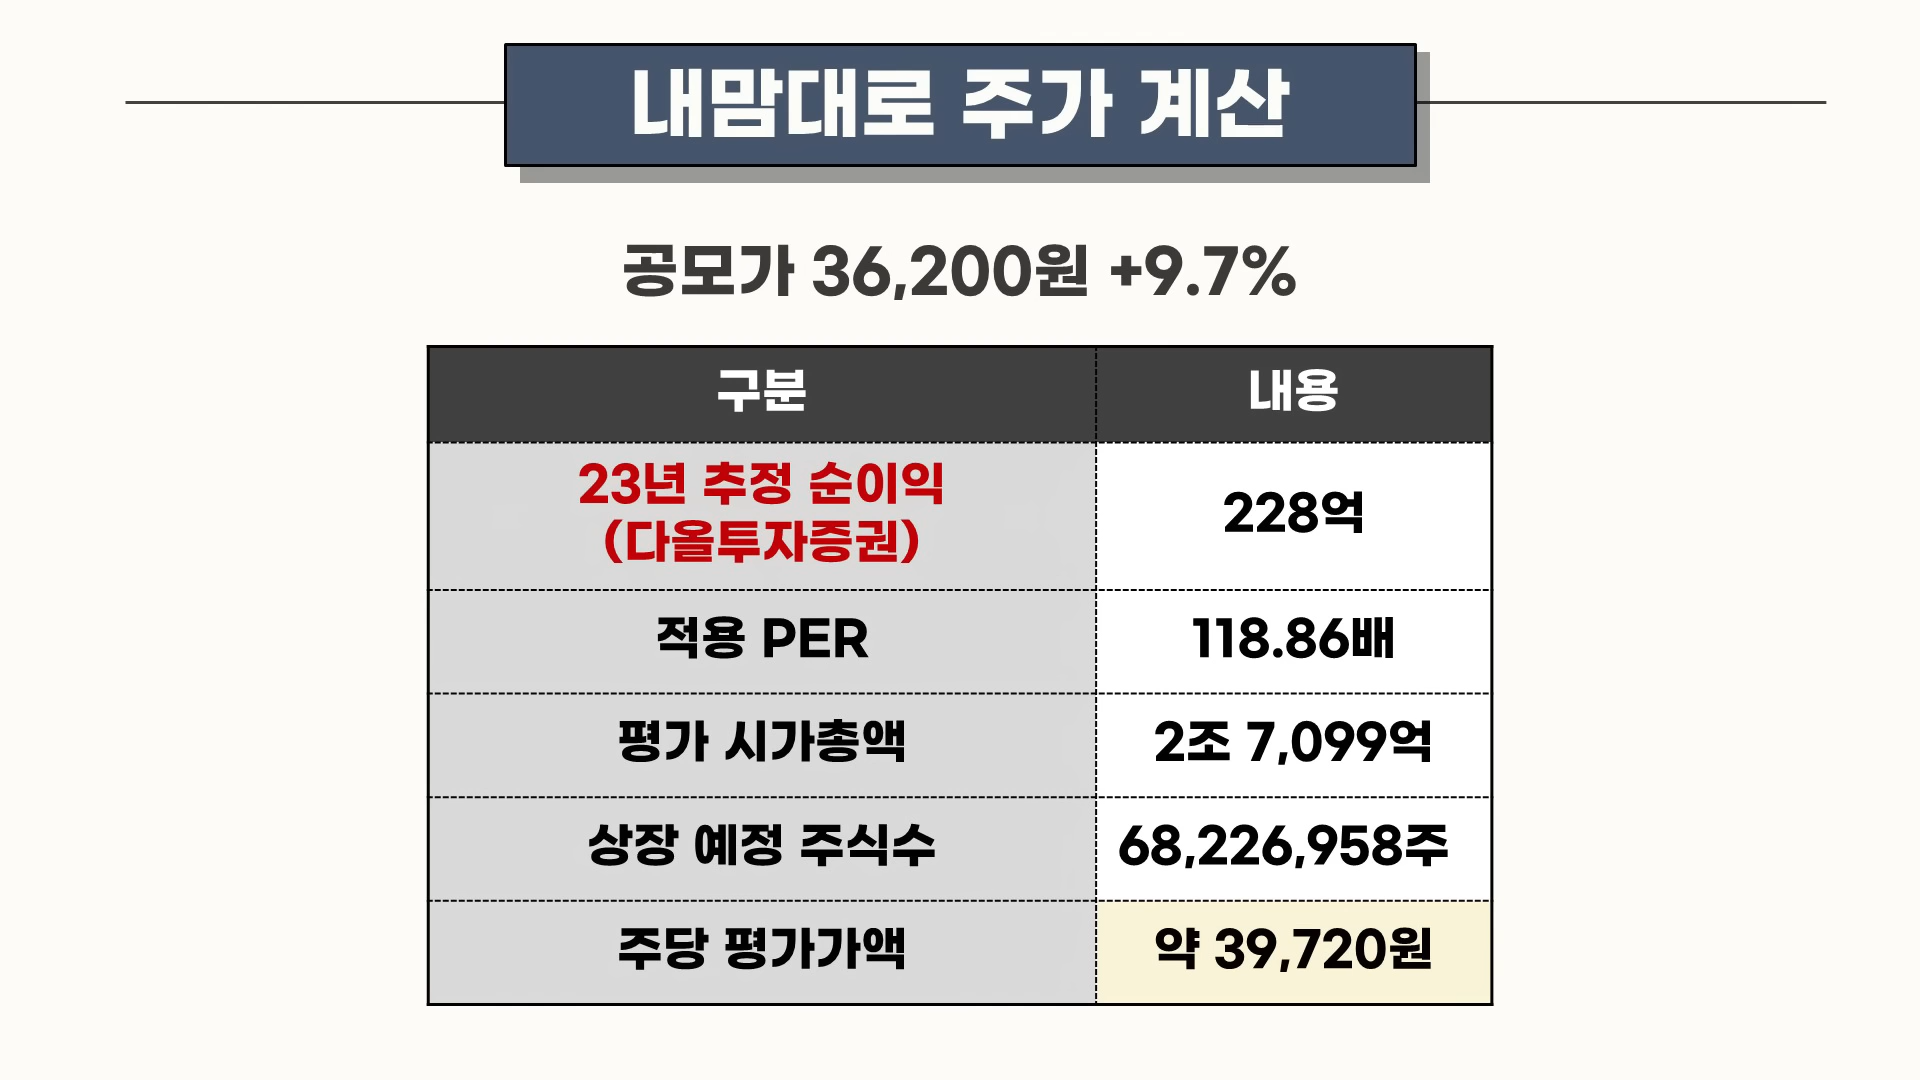 내맘대로 주가 계산
공모가 36,200원 +9.7%
구분 내용
23년 추정 순이익
(다올투자증권)
228억
적용 PER 118.86배
평가 시가총액 2조 7,099억
상장 예정 주식수 68,226,958주
주당 평가가액 약 39,720원